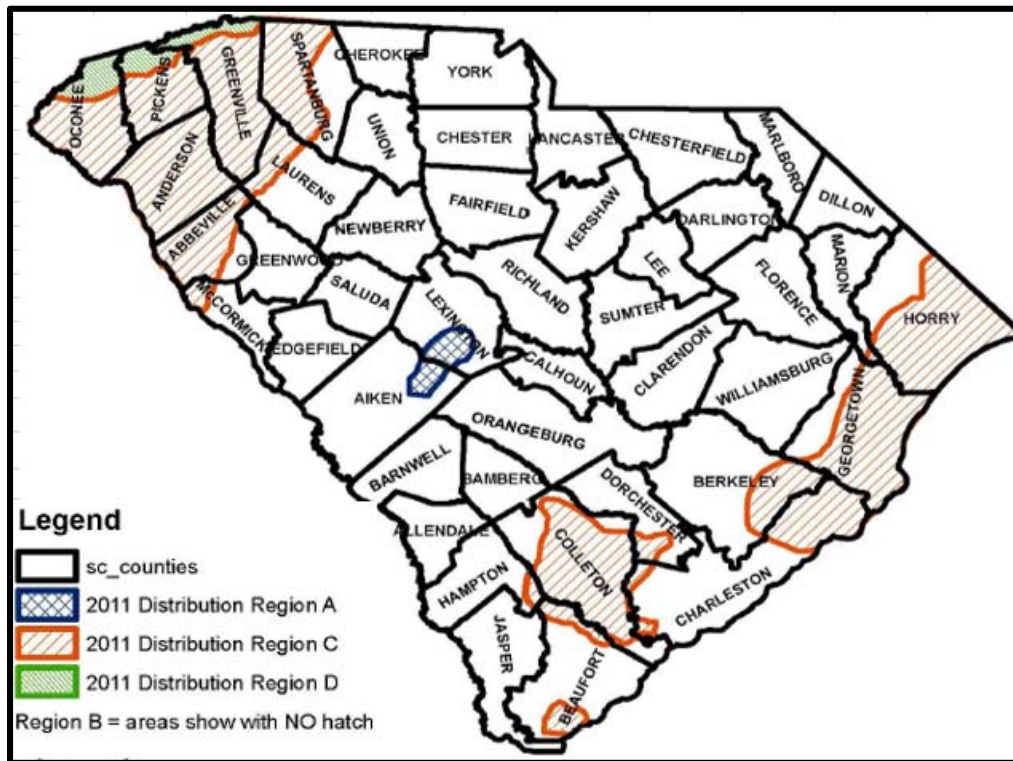 CHEROKEE
YORK
SPARTANBURG
GREENVILLE
PICKENS
OCONEE
UNION
CHESTER
LANCASTER
CHESTERFIELD
MARLBORO
DILLON
ANDERSON
LAURENS
FAIRFIELD
KERSHAW
DARLINGTON
MARION
ABBEVILLE
NEWBERRY
GREENWOOD
LEE
FLORENCE
HORRY
McCORMICK
SALUDA
LEXINGTON
RICHLAND
SUMTER
EDGEFIELD
AIKEN
CALHOUN
CLARENDON
WILLIAMSBURG
GEORGETOWN
ORANGEBURG
BARNWELL
BAMBERG
DORCHESTER
BERKELEY
ALLENDALE
COLLETON
HAMPTON
CHARLESTON
JASPER
BEAUFORT
Legend
sc_counties
2011 Distribution Region A
2011 Distribution Region C
2011 Distribution Region D
Region B = areas show with NO hatch